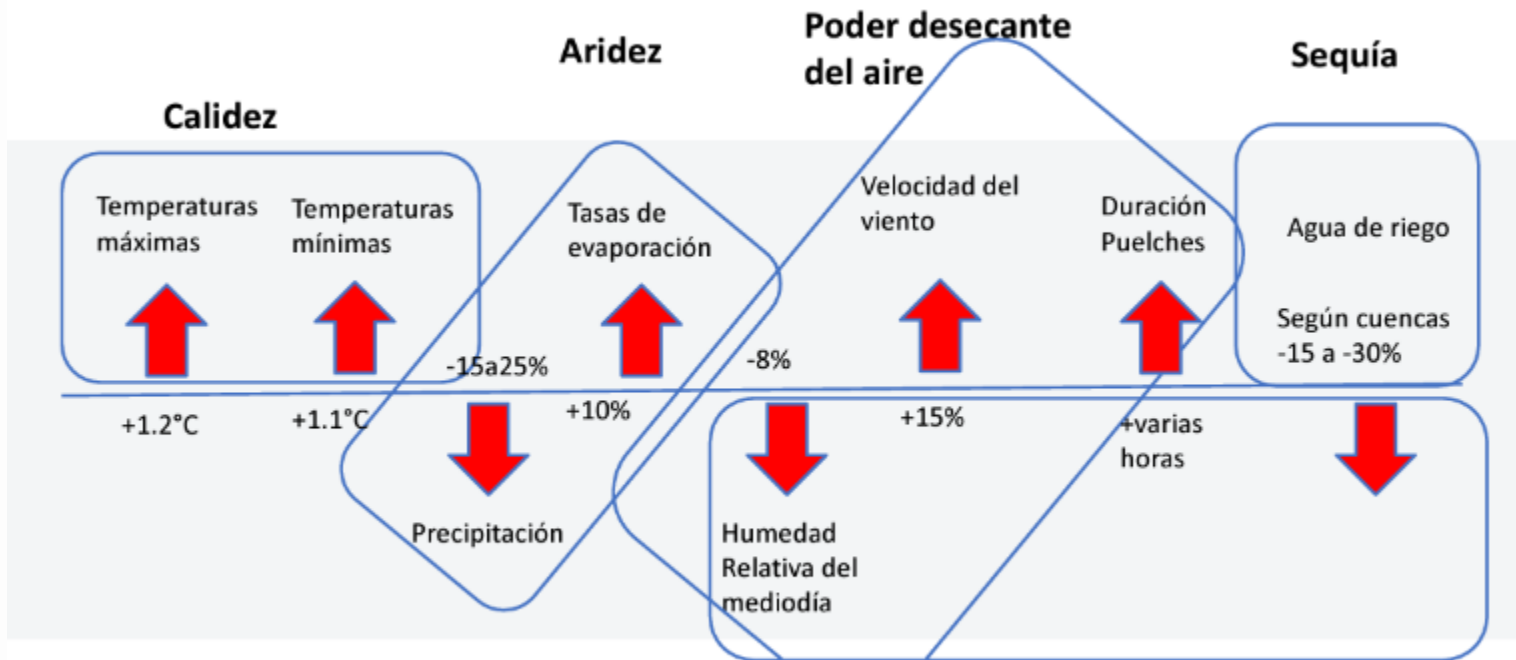 Calidez
Aridez
Poder desecante
del aire
Sequía
Temperaturas
máximas
Temperaturas
mínimas
Tasas de
evaporación
Velocidad del
viento
Duración
Puelches
Agua de riego
Según cuencas
-15 a -30%
-15a25%
-8%
+1.2°C
+1.1°C
+10%
+15%
+varias
horas
Precipitación
Humedad
Relativa del
mediodía